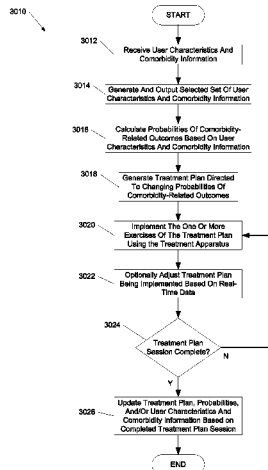 3010
START
3012
Receive User Characteristics And
Comorbidity Information
3014
Generate And Output Selected Set Of User
Characteristics And Comorbidity Information
3016
Calculate Probabilities Of Comorbidity-
Related Outcomes Based On User
Characteristics And Comorbidity Information
3018
Generate Treatment Plan Directed
To Changing Probabilities Of
Comorbidity-Related Outcomes
3020
Implement The One Or More
Exercises Of The Treatment Plan
Using the Treatment Apparatus
3022
Optionally Adjust Treatment Plan
Being Implemented Based On Real-
Time Data
3024
Treatment Plan
Session Complete?
N
Y
3026
Update Treatment Plan, Probabilities,
And/Or User Characteristics And
Comorbidity Information Based on
Completed Treatment Plan Session
END